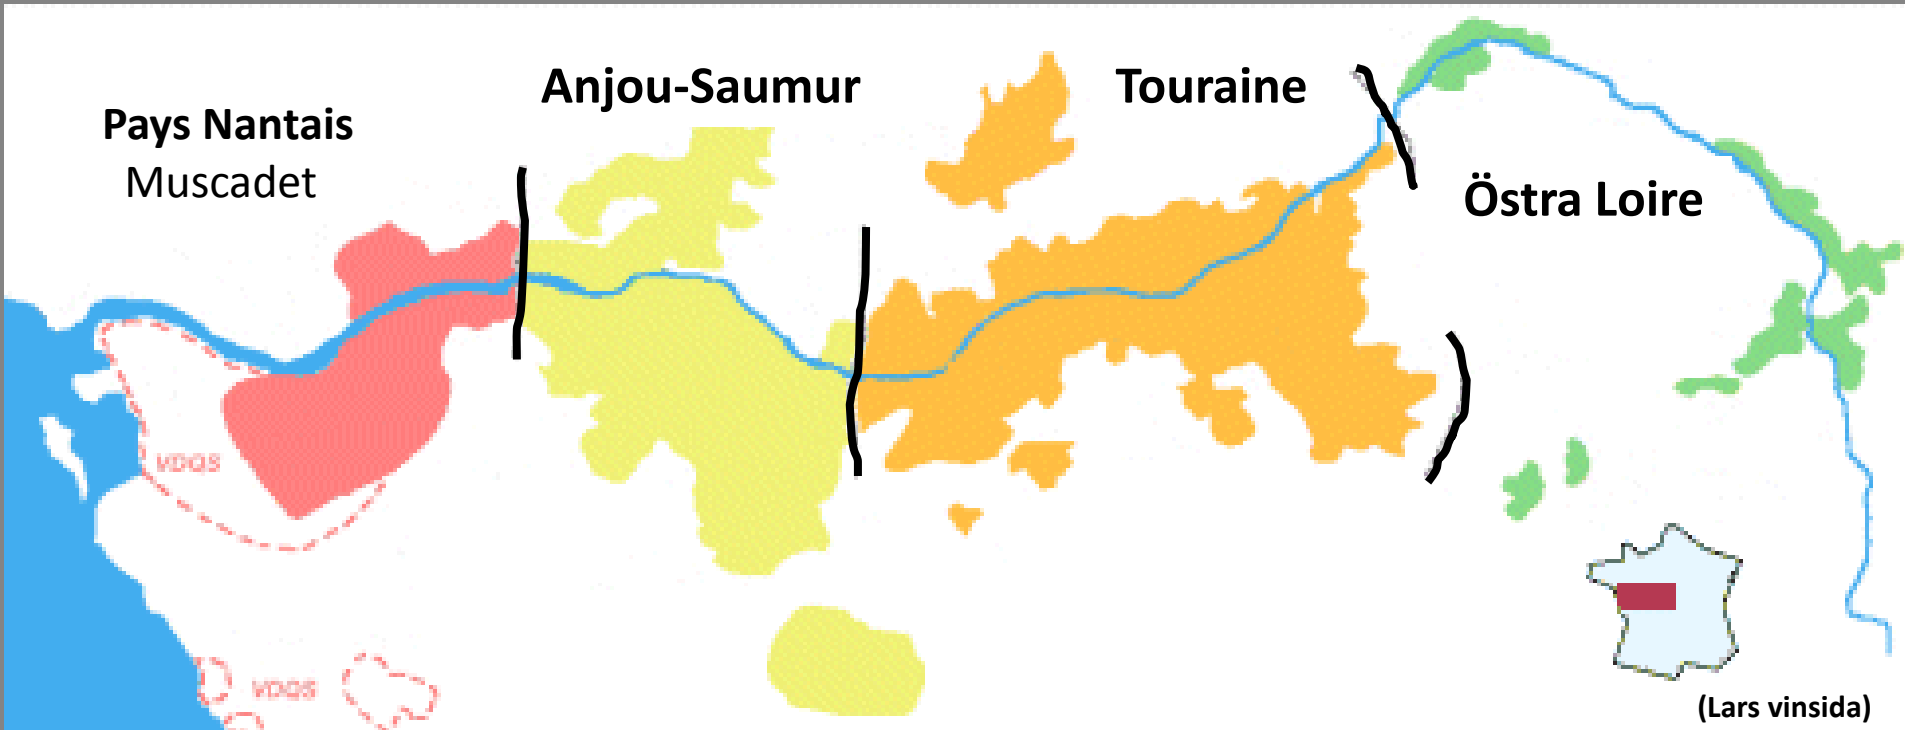 Pays Nantais
Muscadet
Anjou-Saumur
Touraine
Östra Loire
VDQS
VDQS
(Lars vinsida)